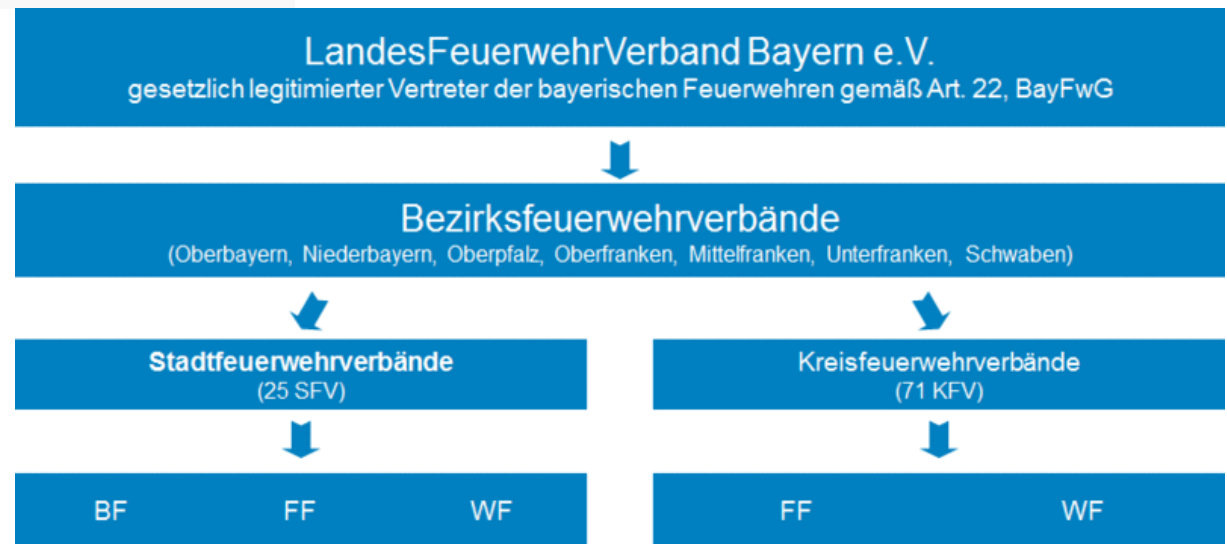 LandesFeuerwehrVerband Bayern e.V.
gesetzlich legitimierter Vertreter der bayerischen Feuerwehren gemäß Art. 22, BayFwG
Bezirksfeuerwehrverbände
(Oberbayern, Niederbayern, Oberpfalz, Oberfranken, Mittelfranken, Unterfranken, Schwaben)
Stadtfeuerwehrverbände
(25 SFV)
Kreisfeuerwehrverbände
(71 KFV)
BF FF WF
FF WF